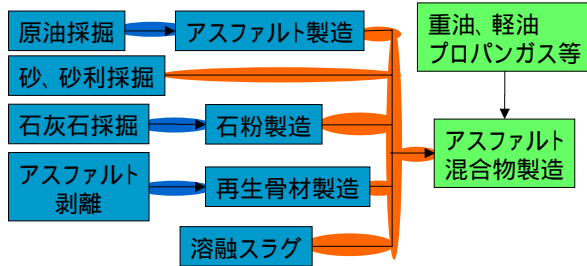 原油採掘
アスファルト製造
重油、軽油
プロパンガス等
砂、砂利採掘
石灰石採掘
石粉製造
アスファルト
混合物製造
アスファルト
剥離
再生骨材製造
溶融スラグ